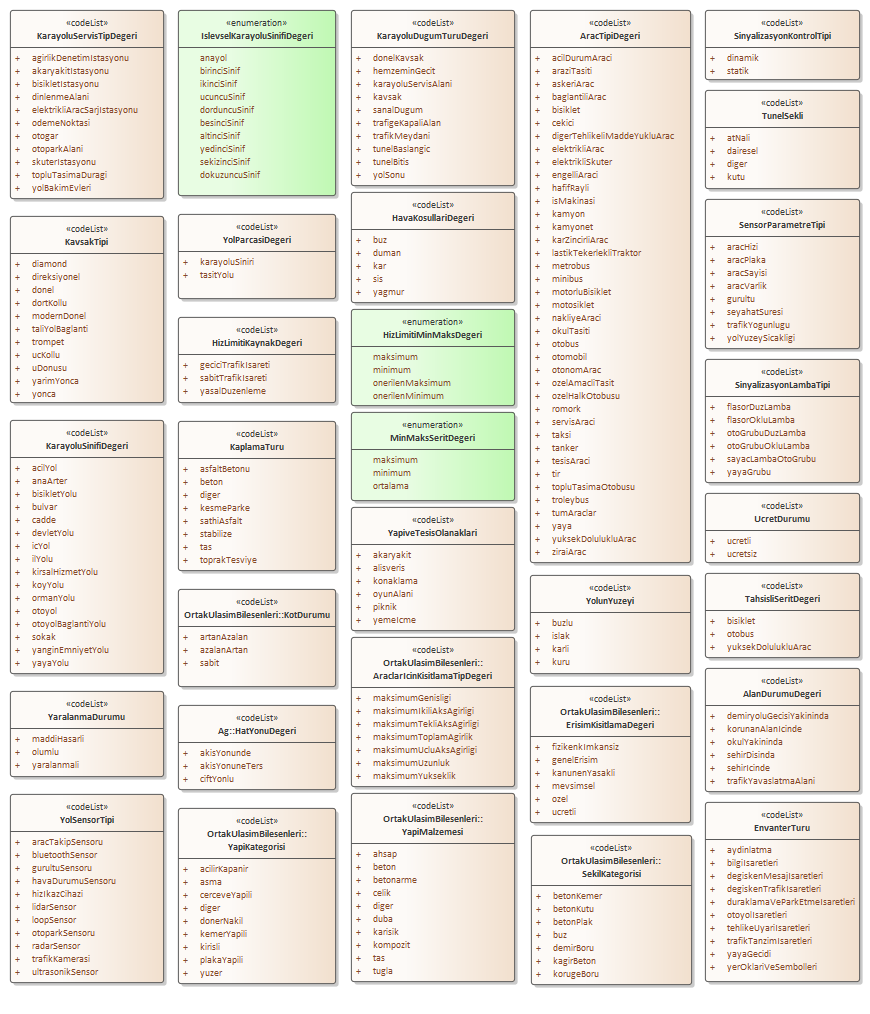 «codeList»
KarayoluServisTipDegeri
+ agirlikDenetimIstasyonu
+ akaryakitIstasyonu
+ bisikletIstasyonu
+ dinlenmeAlani
+ elektrikliAracSarjIstasyonu
+ odemeNoktasi
+ otogar
+ otoparkAlani
+ skuterIstasyonu
+ topluTasimaDuragi
+ yolBakimEvleri
«codeList»
KavsakTipi
+ diamond
+ direksiyonel
+ donel
+ dortKollu
+ modernDonel
+ taliYolBaglanti
+ trompet
+ ucKollu
+ uDonusu
+ yarimYonca
+ yonca
«codeList»
KarayoluSinifiDegeri
+ acilYol
+ anaArter
+ bisikletYolu
+ bulvar
+ cadde
+ devletYolu
+ icYol
+ ilYolu
+ kirsalHizmetYolu
+ koyYolu
+ ormanYolu
+ otoyol
+ otoyolBaglantiYolu
+ sokak
+ yanginEmniyetYolu
+ yayaYolu
«codeList»
YaralanmaDurumu
+ maddiHasarli
+ olumlu
+ yaralanmali
«codeList»
YolSensorTipi
+ aracTakipSensoru
+ bluetoothSensor
+ gurultuSensoru
+ havaDurumuSensoru
+ hizIkazCihazi
+ lidarSensor
+ loopSensor
+ otoparkSensoru
+ radarSensor
+ trafikKamerasi
+ ultrasonikSensor
«enumeration»
IslevselKarayoluSinifiDegeri
anayol
birinciSinif
ikinciSinif
ucuncuSinif
dorduncuSinif
besinciSinif
altinciSinif
yedinciSinif
sekizinciSinif
dokuzuncuSinif
«codeList»
YolParcasiDegeri
+ karayoluSiniri
+ tasitYolu
«codeList»
HizLimitiKaynakDegeri
+ geciciTrafikIsareti
+ sabitTrafikIsareti
+ yasalDuzenleme
«codeList»
KaplamaTuru
+ asfaltBetonu
+ beton
+ diger
+ kesmeParke
+ sathiAsfalt
+ stabilize
+ tas
+ toprakTesviye
«codeList»
OrtakUlasimBilesenleri::KotDurumu
+ artanAzalan
+ azalanArtan
+ sabit
«codeList»
Ag::HatYonuDegeri
+ akisYonunde
+ akisYonuneTers
+ ciftYonlu
«codeList»
OrtakUlasimBilesenleri::
YapiKategorisi
+ acilirKapanir
+ asma
+ cerceveYapili
+ diger
+ donerNakil
+ kemerYapili
+ kirisli
+ plakaYapili
+ yuzer
«codeList»
KarayoluDugumTuruDegeri
+ donelKavsak
+ hemzeminGecit
+ karayoluServisAlani
+ kavsak
+ sanalDugum
+ trafigeKapaliAlan
+ trafikMeydani
+ tunelBaslangic
+ tunelBitis
+ yolSonu
«codeList»
HavaKosullariDegeri
+ buz
+ duman
+ kar
+ sis
+ yagmur
«enumeration»
HizLimitiMinMaksDegeri
maksimum
minimum
onerilenMaksimum
onerilenMinimum
«enumeration»
MinMaksSeritDegeri
maksimum
minimum
ortalama
«codeList»
YapiveTesisOlanaklari
+ akaryakit
+ alisveris
+ konaklama
+ oyunAlani
+ piknik
+ yemeIcme
«codeList»
OrtakUlasimBilesenleri::
AraclarIcinKisitlamaTipDegeri
+ maksimumGenisligi
+ maksimumIkiliAksAgirligi
+ maksimumTekliAksAgirligi
+ maksimumToplamAgirlik
+ maksimumUcluAksAgirligi
+ maksimumUzunluk
+ maksimumYukseklik
«codeList»
OrtakUlasimBilesenleri::
YapiMalzemesi
+ ahsap
+ beton
+ betonarme
+ celik
+ diger
+ duba
+ karisik
+ kompozit
+ tas
+ tugla
«codeList»
AracTipiDegeri
+ acilDurumAraci
+ araziTasiti
+ askeriArac
+ baglantiliArac
+ bisiklet
+ cekici
+ digerTehlikeliMaddeYukluArac
+ elektrikliArac
+ elektrikliSkuter
+ engelliAraci
+ hafifRayli
+ isMakinasi
+ kamyon
+ kamyonet
+ karZincirliArac
+ lastikTekerlekliTraktor
+ metrobus
+ minibus
+ motorluBisiklet
+ motosiklet
+ nakliyeAraci
+ okulTasiti
+ otobus
+ otomobil
+ otonomArac
+ ozelAmacliTasit
+ ozelHalkOtobusu
+ romork
+ servisAraci
+ taksi
+ tanker
+ tesisAraci
+ tir
+ topluTasimaOtobusu
+ troleybus
+ tumAraclar
+ yaya
+ yuksekDolulukluArac
+ ziraiArac
«codeList»
YolunYuzeyi
+ buzlu
+ islak
+ karli
+ kuru
«codeList»
OrtakUlasimBilesenleri::
ErisimKisitlamaDegeri
+ fizikenkImkansiz
+ genelErisim
+ kanunenYasakli
+ mevsimsel
+ ozel
+ ucretli
«codeList»
OrtakUlasimBilesenleri::
SekilKategorisi
+ betonKemer
+ betonKutu
+ betonPlak
+ buz
+ demirBoru
+ kagirBeton
+ korugeBoru
«codeList»
SinyalizasyonKontrolTipi
+ dinamik
+ statik
«codeList»
TunelSekli
+ atNali
+ dairesel
+ diger
+ kutu
«codeList»
SensorParametreTipi
+ aracHizi
+ aracPlaka
+ aracSayisi
+ aracVarlik
+ gurultu
+ seyahatSuresi
+ trafikYogunlugu
+ yolYuzeySicakligi
«codeList»
SinyalizasyonLambaTipi
+ flasorDuzLamba
+ flasorOkluLamba
+ otoGrubuDuzLamba
+ otoGrubuOkluLamba
+ sayacLambaOtoGrubu
+ yayaGrubu
«codeList»
UcretDurumu
+ ucretli
+ ucretsiz
«codeList»
TahsisliSeritDegeri
+ bisiklet
+ otobus
+ yuksekDolulukluArac
«codeList»
AlanDurumuDegeri
+ demiryoluGecisiYakininda
+ korunanAlanIcinde
+ okulYakininda
+ sehirDisinda
+ sehirIcinde
+ trafikYavaslatmaAlani
«codeList»
EnvanterTuru
+ aydinlatma
+ bilgiIsaretleri
+ degiskenMesajIsaretleri
+ degiskenTrafikIsaretleri
+ duraklamaVeParkEtmeIsaretleri
+ otoyolIsaretleri
+ tehlikeUyariIsaretleri
+ trafikTanzimIsaretleri
+ yayaGecidi
+ yerOklariVeSembolleri